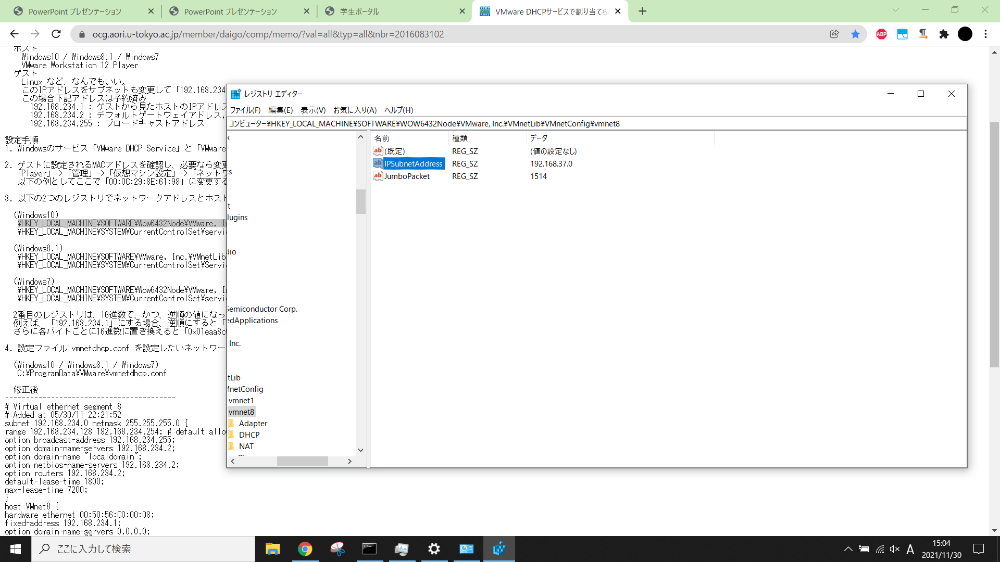 PowerPoint プレゼンテーション
PowerPoint プレゼンテーション
学生ポータル
VMware DHCPサービスで割り当てら
ocg.aori.u-tokyo.ac.jp/member/daigo/comp/memo/?val=all&typ=all&nbr=2016083102
ABP
ホスト
Windows10 / Windows8.1 / Windows7
VMware Workstation 12 Player
ゲスト
Linux など、なんでもいい。
このIPアドレスをサブネットも変更して「192.168.234
この場合下記アドレスは予約済み
192.168.234.1 : ゲストから見たホストのIPアドレス
192.168.234.2 : デフォルトゲートウェイアドレス,
192.168.234.255 : ブロードキャストアドレス
設定手順
1. Windowsのサービス「VMware DHCP Service」と「VMware
2. ゲストに設定されるMACアドレスを確認し、必要なら変更
「Player」->「管理」->「仮想マシン設定」->「ネットワ
以下の例としてここで「00:0C:29:8E:61:98」に変更する
3. 以下の2つのレジストリでネットワークアドレスとホスト
(Windows10)
¥HKEY_LOCAL_MACHINE¥SOFTWARE¥Wow6432Node¥VMware, I
¥HKEY_LOCAL_MACHINE¥SYSTEM¥CurrentControlSet¥servic
(Windows8.1)
¥HKEY_LOCAL_MACHINE¥SOFTWARE¥VMware, Inc.¥VMnetLib
¥HKEY_LOCAL_MACHINE¥SYSTEM¥CurrentControlSet¥Servic
(Windows7)
¥HKEY_LOCAL_MACHINE¥SOFTWARE¥Wow6432Node¥VMware, I
¥HKEY_LOCAL_MACHINE¥SYSTEM¥CurrentControlSet¥servic
2番目のレジストリは、16進数で、かつ、逆順の値になっ
例えば、「192.168.234.1」にする場合、逆順にすると「
さらに各バイトごとに16進数に置き換えると「0x01eaa8c
4. 設定ファイル vmnetdhcp.conf を設定したいネットワー
(Windows10 / Windows8.1 / Windows7)
C:¥ProgramData¥VMware¥vmnetdhcp.conf
修正後
----------------------------------------
# Virtual ethernet segment 8
# Added at 05/30/11 22:21:52
subnet 192.168.234.0 netmask 255.255.255.0 {
range 192.168.234.128 192.168.234.254; # default allo
option broadcast-address 192.168.234.255;
option domain-name-servers 192.168.234.2;
option domain-name "localdomain";
option netbios-name-servers 192.168.234.2;
option routers 192.168.234.2;
default-lease-time 1800;
max-lease-time 7200;
}
host VMnet8 {
hardware ethernet 00:50:56:C0:00:08;
fixed-address 192.168.234.1;
option domain-name-servers 0.0.0.0;
レジストリ エディター
ファイル(F) 編集(E) 表示(V) お気に入り(A) ヘルプ(H)
コンピューター¥HKEY_LOCAL_MACHINE¥SOFTWARE¥WOW6432Node¥VMware, Inc.¥VMnetLib¥VMnetConfig¥vmnet8
lugins
dio
Semiconductor Corp.
edApplications
Inc.
tLib
MnetConfig
vmnet1
vmnet8
Adapter
DHCP
NAT
名前 種類 データ
(既定) REG_SZ (値の設定なし)
IPSubnetAddress REG_SZ 192.168.37.0
JumboPacket REG_SZ 1514
ここに入力して検索
A
15:04
2021/11/30